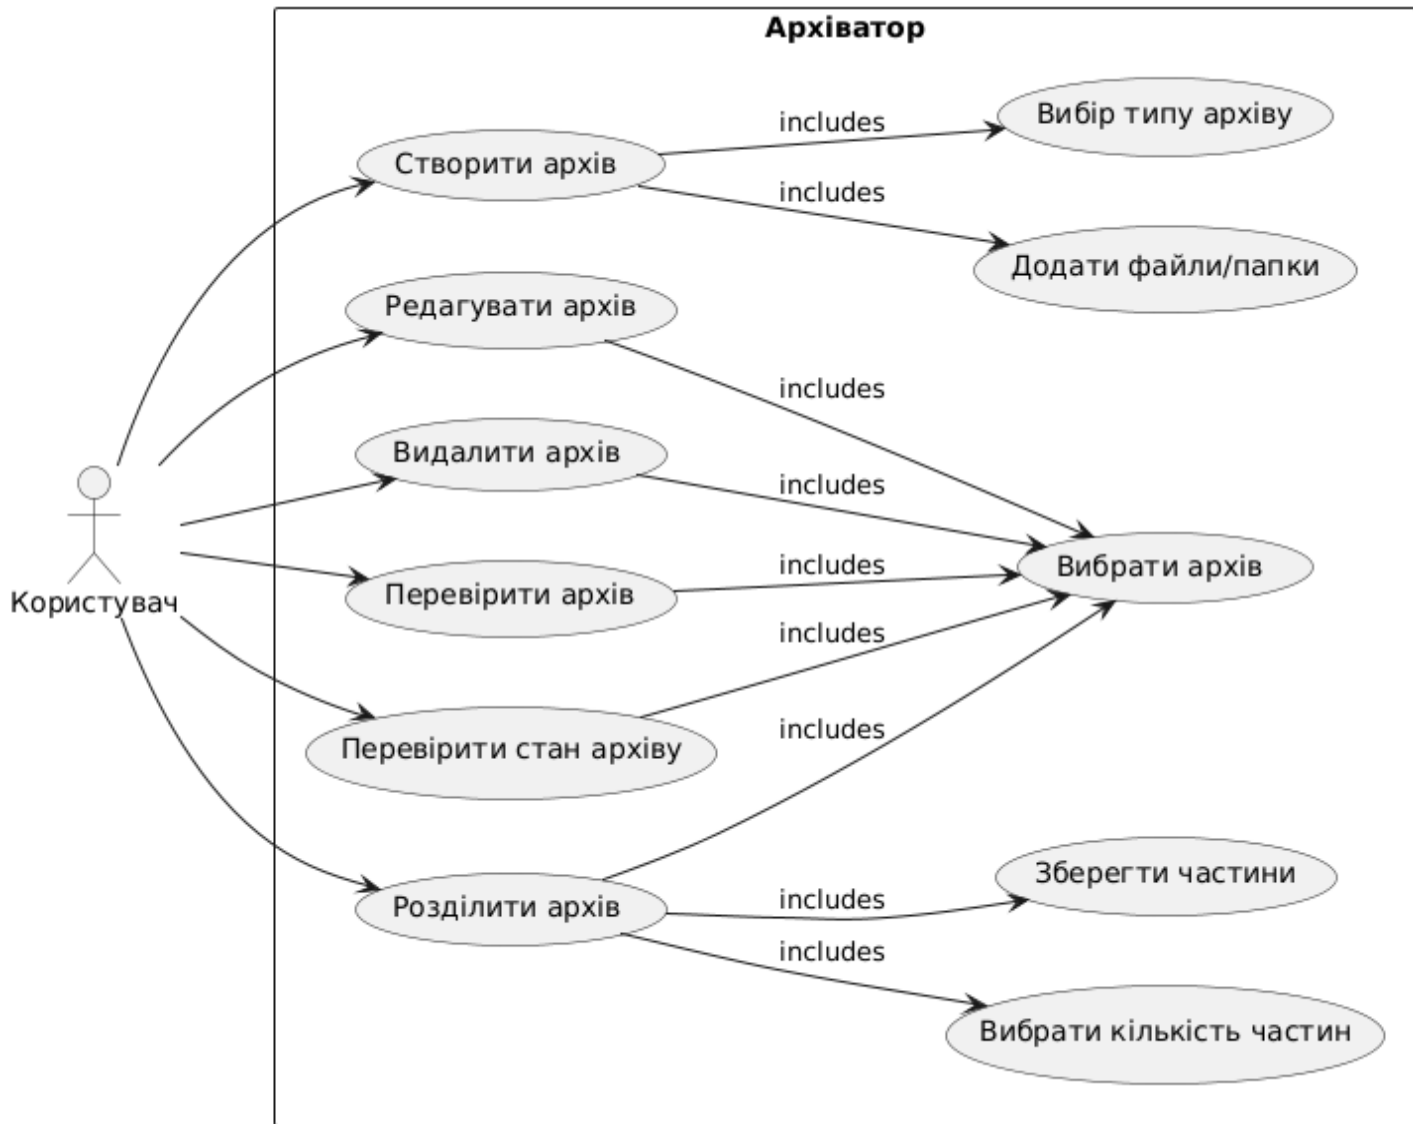 Архіватор
includes
Вибір типу архіву
Створити архів
includes
Додати файли/папки
Редагувати архів
includes
Видалити архів
includes
Вибрати архів
includes
Перевірити архів
Користувач
includes
Перевірити стан архіву
includes
Зберегти частини
includes
Розділити архів
includes
Вибрати кількість частин